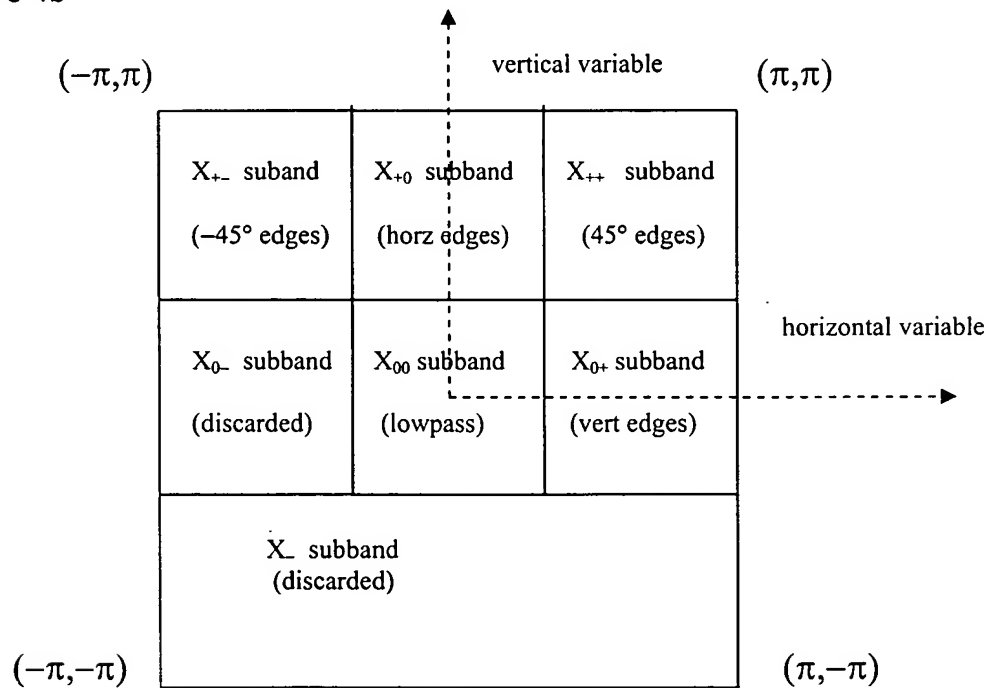 vertical variable
(−π,π)
(π,π)
X₊₋ suband
X₊₀ subband
X₊₊ subband
(−45° edges)
(horz edges)
(45° edges)
horizontal variable
X₀₋ subband
X₀₀ subband
X₀₊ subband
(discarded)
(lowpass)
(vert edges)
X₋ subband
(discarded)
(−π,−π)
(π,−π)